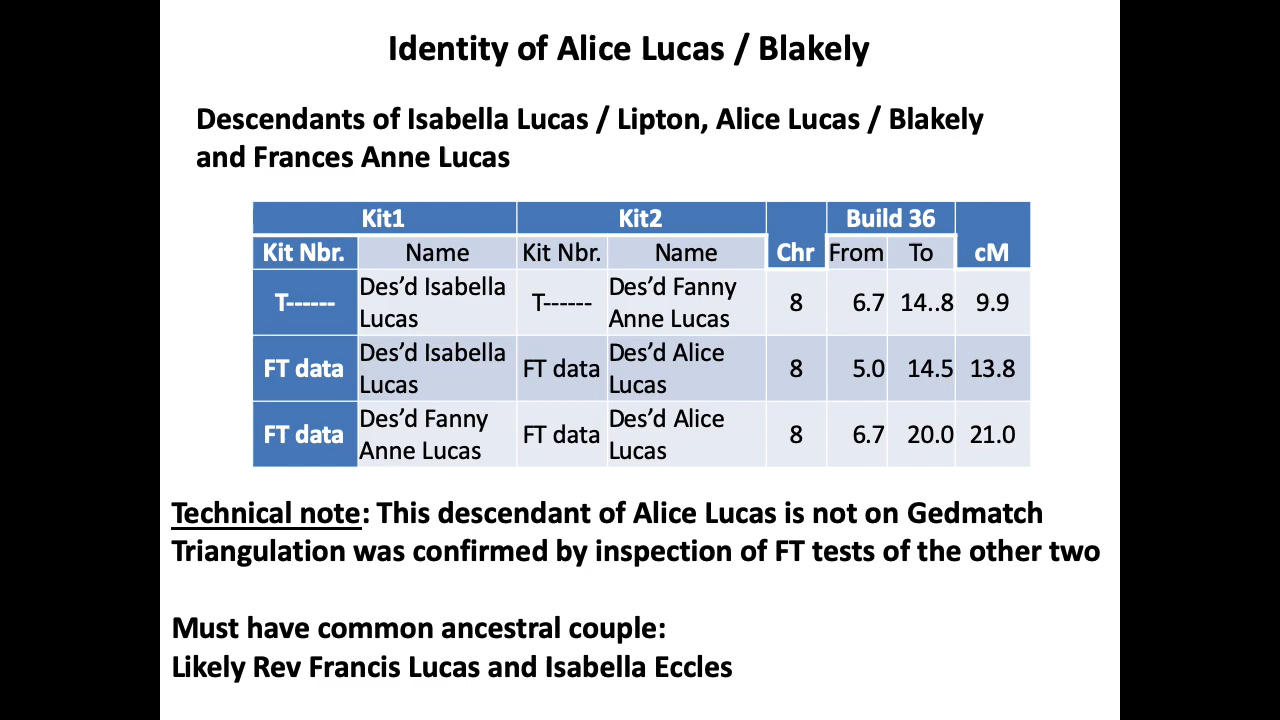 Identity of Alice Lucas / Blakely
Descendants of Isabella Lucas / Lipton, Alice Lucas / Blakely
and Frances Anne Lucas
Kit1 Kit2 Build 36
Kit Nbr. Name Kit Nbr. Name Chr From To cM
T------ Des’d Isabella Lucas T------ Des’d Fanny Anne Lucas 8 6.7 14..8 9.9
FT data Des’d Isabella Lucas FT data Des’d Alice Lucas 8 5.0 14.5 13.8
FT data Des’d Fanny Anne Lucas FT data Des’d Alice Lucas 8 6.7 20.0 21.0
Technical note: This descendant of Alice Lucas is not on Gedmatch
Triangulation was confirmed by inspection of FT tests of the other two
Must have common ancestral couple:
Likely Rev Francis Lucas and Isabella Eccles